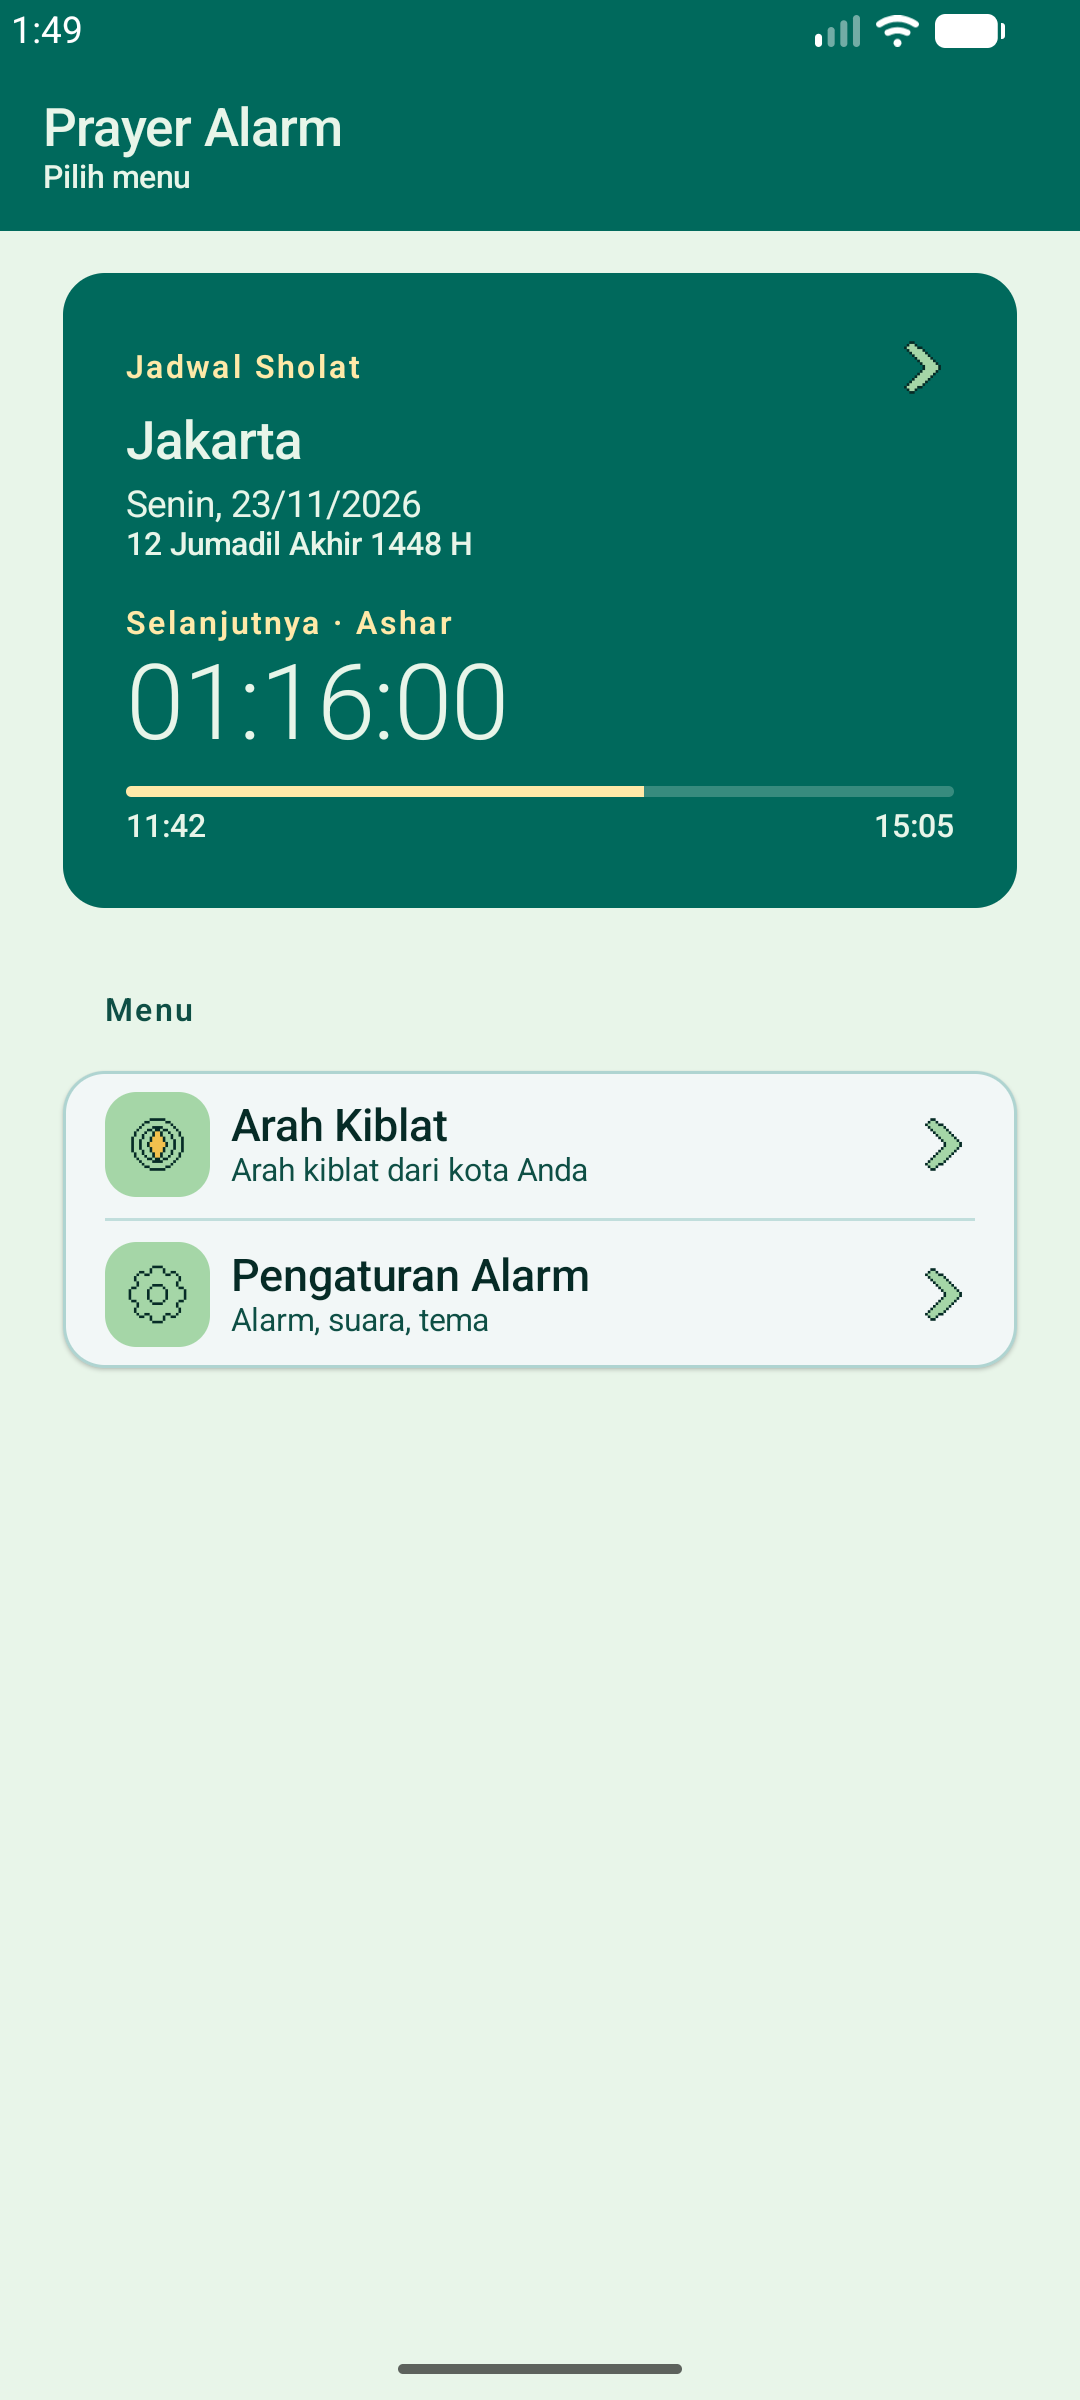 1:49
Prayer Alarm
Pilih menu
Jadwal Sholat
Jakarta
Senin, 23/11/2026
12 Jumadil Akhir 1448 H
Selanjutnya · Ashar
01:16:00
11:42 15:05
Menu
Arah Kiblat
Arah kiblat dari kota Anda
Pengaturan Alarm
Alarm, suara, tema